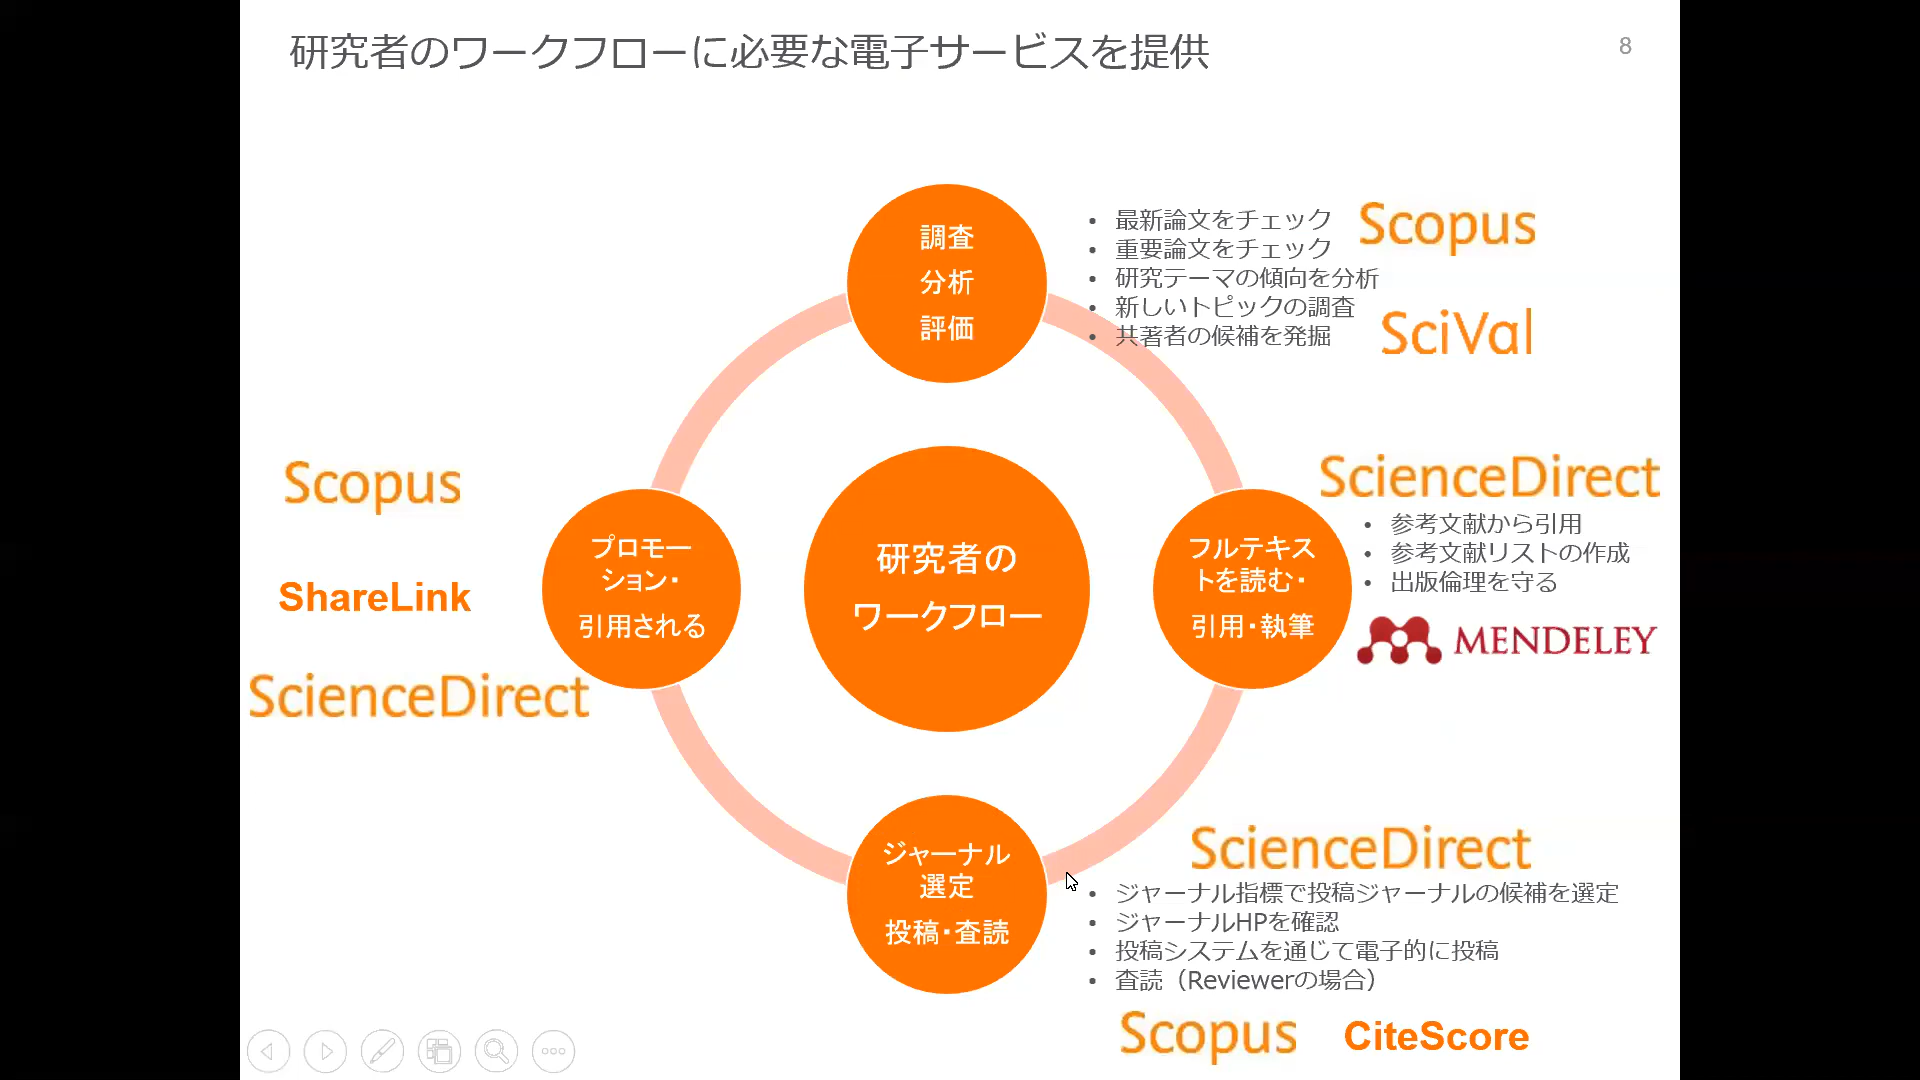 研究者のワークフローに必要な電子サービスを提供
8
調査
分析
評価
• 最新論文をチェック
• 重要論文をチェック
• 研究テーマの傾向を分析
• 新しいトピックの調査
• 共著者の候補を発掘
Scopus
SciVal
Scopus
ShareLink
ScienceDirect
プロモー
ション・
引用される
研究者の
ワークフロー
フルテキス
トを読む・
引用・執筆
ScienceDirect
• 参考文献から引用
• 参考文献リストの作成
• 出版倫理を守る
MENDELEY
ジャーナル
選定
投稿・査読
ScienceDirect
• ジャーナル指標で投稿ジャーナルの候補を選定
• ジャーナルHPを確認
• 投稿システムを通じて電子的に投稿
• 査読（Reviewerの場合）
Scopus
CiteScore